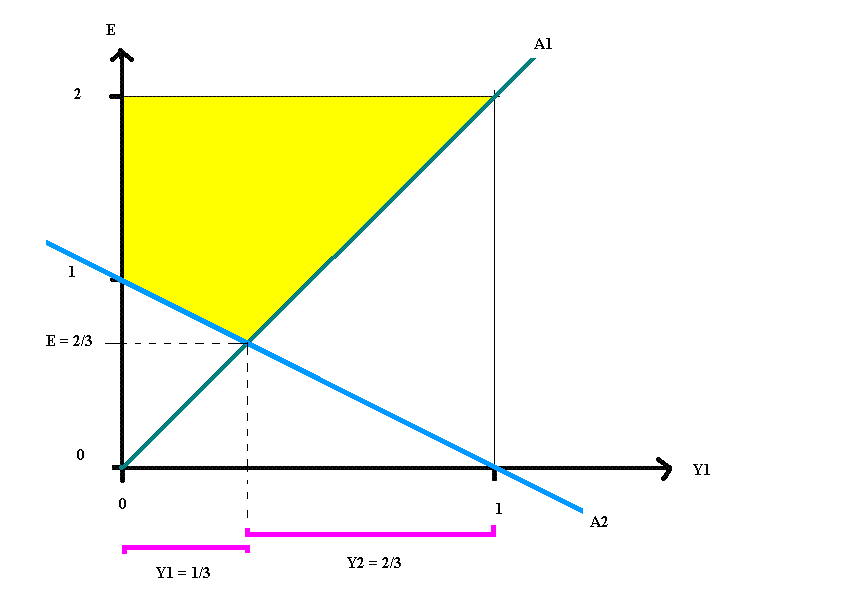 E
A1
2
1
E = 2/3
0
Y1
0
1
A2
Y2 = 2/3
Y1 = 1/3